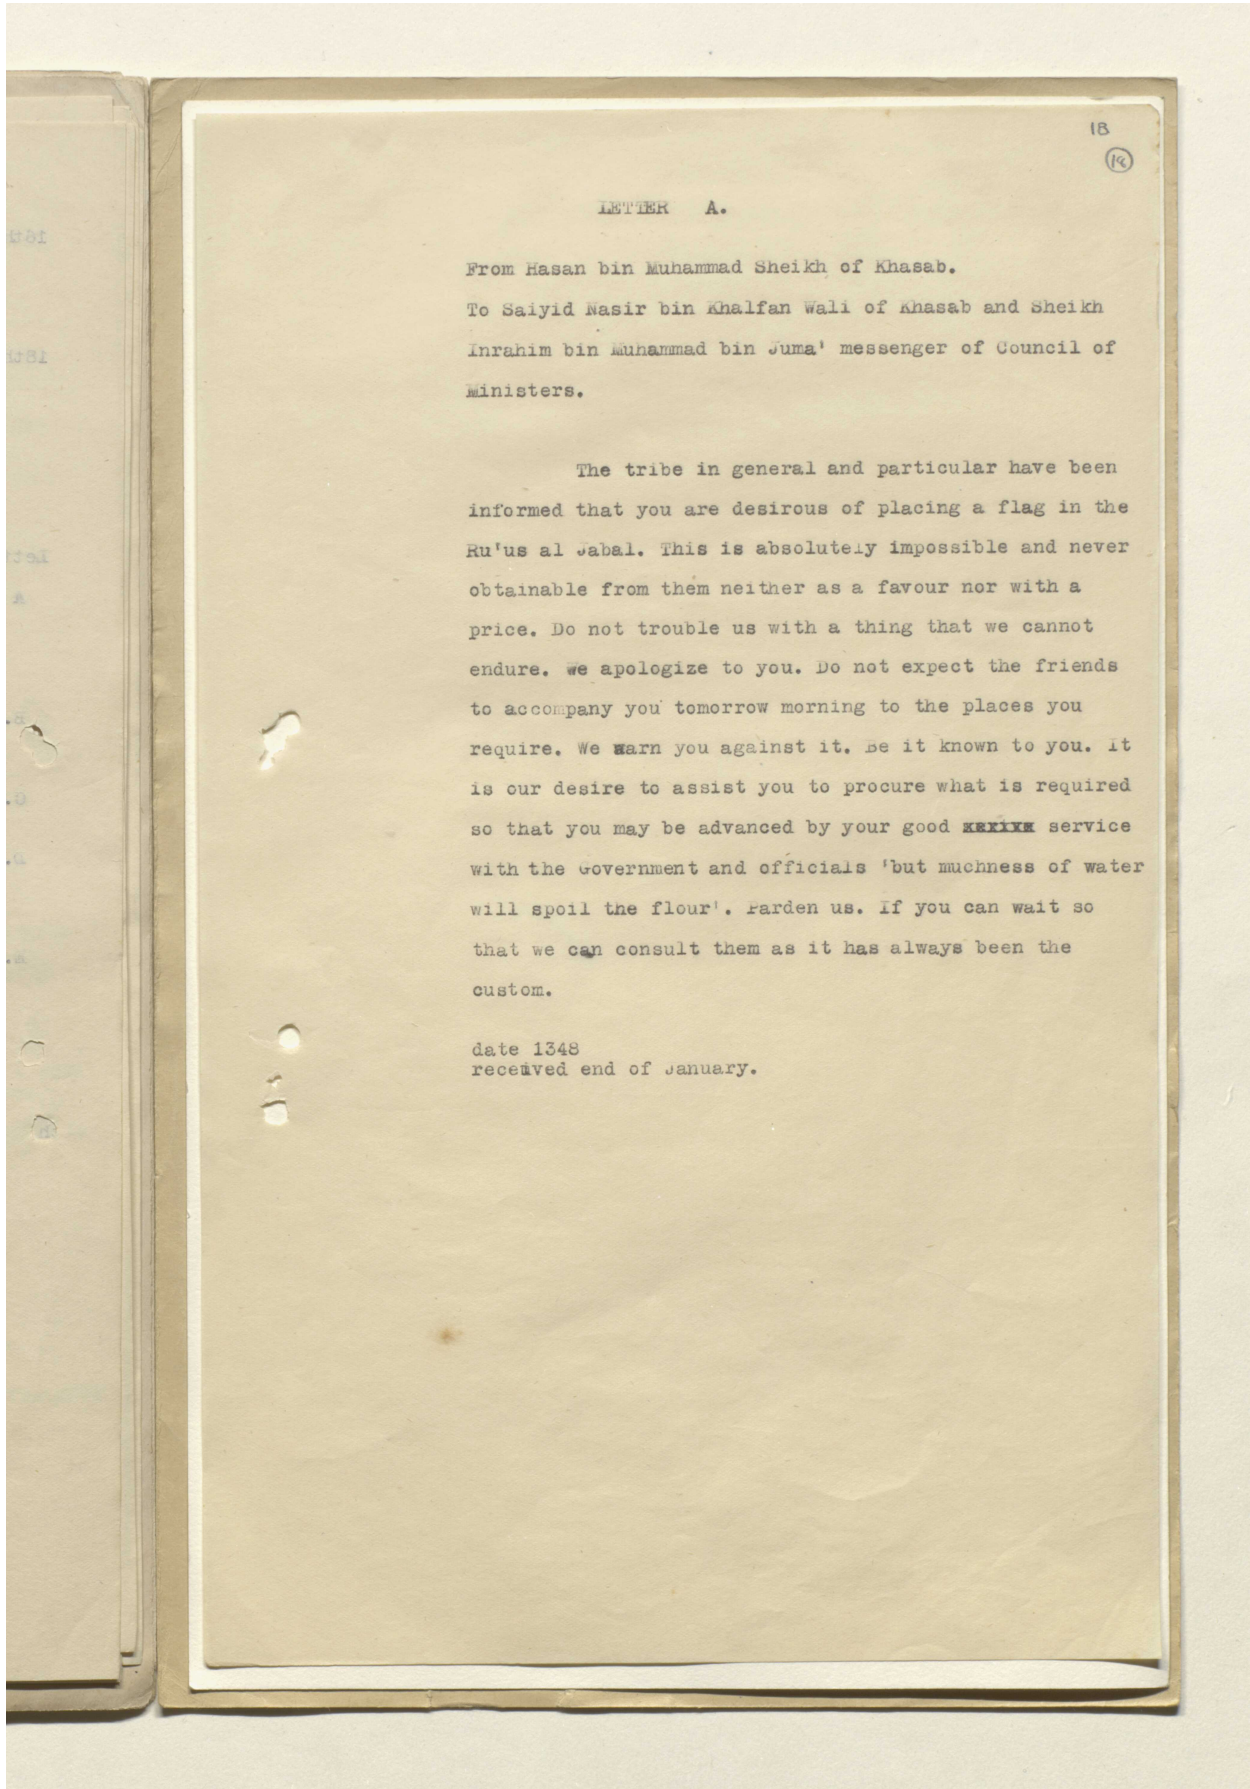 18
18
LETTER A.
From Hasan bin Muhammad Sheikh of Khasab.
To Saiyid Nasir bin Khalfan Wali of Khasab and Sheikh
Inrahim bin Muhammad bin Juma' messenger of Council of
Ministers.
The tribe in general and particular have been
informed that you are desirous of placing a flag in the
Ru'us al Jabal. This is absolutely impossible and never
obtainable from them neither as a favour nor with a
price. Do not trouble us with a thing that we cannot
endure. We apologize to you. Do not expect the friends
to accompany you tomorrow morning to the places you
require. We warn you against it. Be it known to you. It
is our desire to assist you to procure what is required
so that you may be advanced by your good service
with the Government and officials 'but muchness of water
will spoil the flour'. Parden us. If you can wait so
that we can consult them as it has always been the
custom.
date 1348
received end of January.